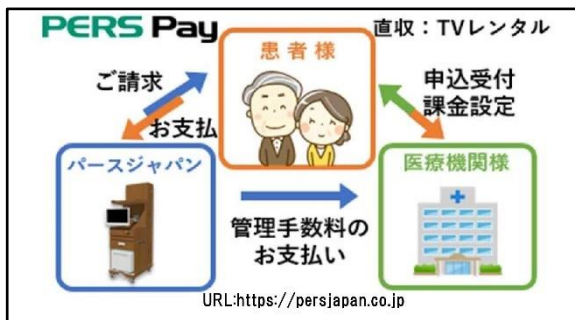 PERS Pay
直収：TVレンタル
患者様
ご請求
お支払
申込受付
課金設定
パースジャパン
医療機関様
管理手数料の
お支払い
URL:https://persjapan.co.jp